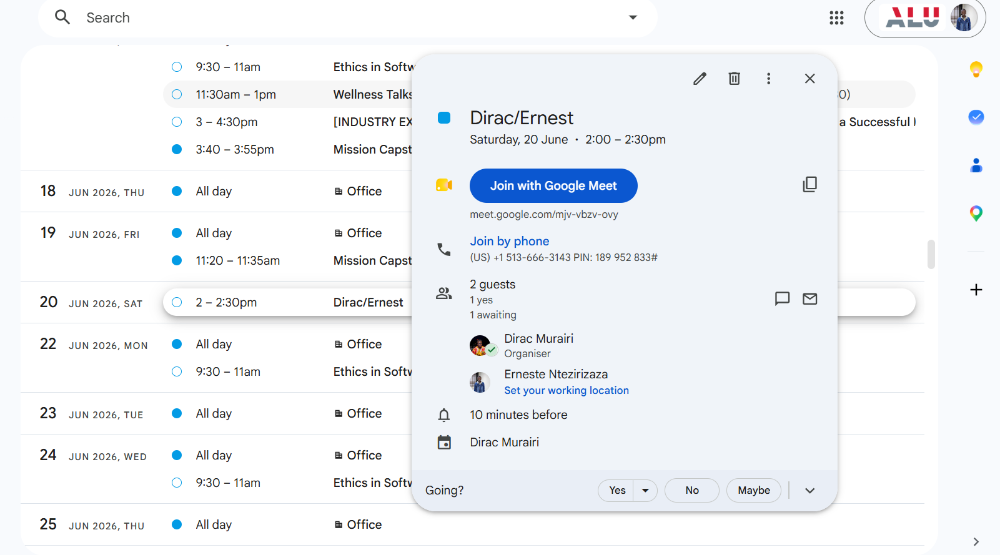 Search
ALU
9:30 – 11am Ethics in Softw
11:30am – 1pm Wellness Talks
3 – 4:30pm [INDUSTRY EX a Successful
3:40 – 3:55pm Mission Capst
18 JUN 2026, THU All day Office
19 JUN 2026, FRI All day Office
11:20 – 11:35am Mission Capst
20 JUN 2026, SAT 2 – 2:30pm Dirac/Ernest
22 JUN 2026, MON All day Office
9:30 – 11am Ethics in Softw
23 JUN 2026, TUE All day Office
24 JUN 2026, WED All day Office
9:30 – 11am Ethics in Softw
25 JUN 2026, THU All day Office
Dirac/Ernest
Saturday, 20 June · 2:00 – 2:30pm
Join with Google Meet
meet.google.com/mjv-vbzv-ovy
Join by phone
(US) +1 513-666-3143 PIN: 189 952 833#
2 guests
1 yes
1 awaiting
Dirac Murairi
Organiser
Erneste Ntezirizaza
Set your working location
10 minutes before
Dirac Murairi
Going? Yes No Maybe